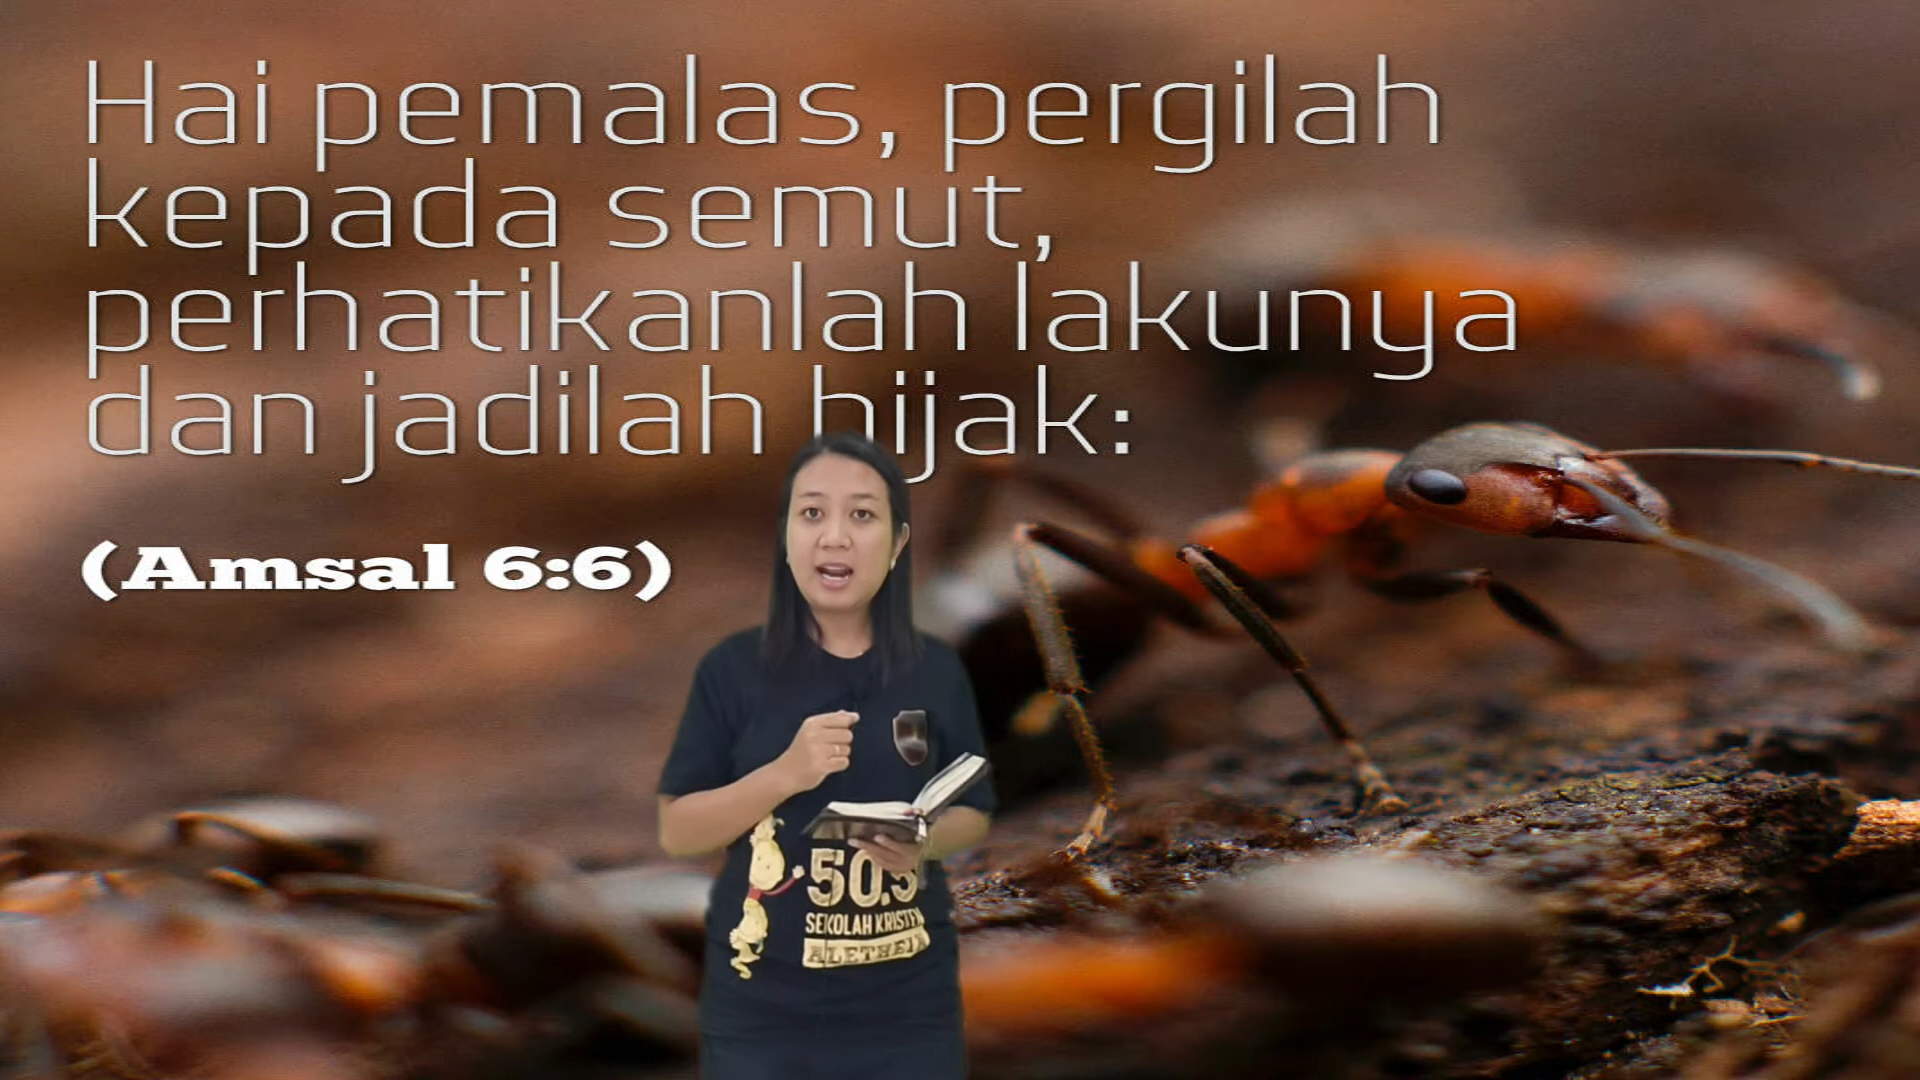 Hai pemalas, pergilah
kepada semut,
perhatikanlah lakunya
dan jadilah bijak:
(Amsal 6:6)
50.5
SEKOLAH KRISTEN
ALETHEIA